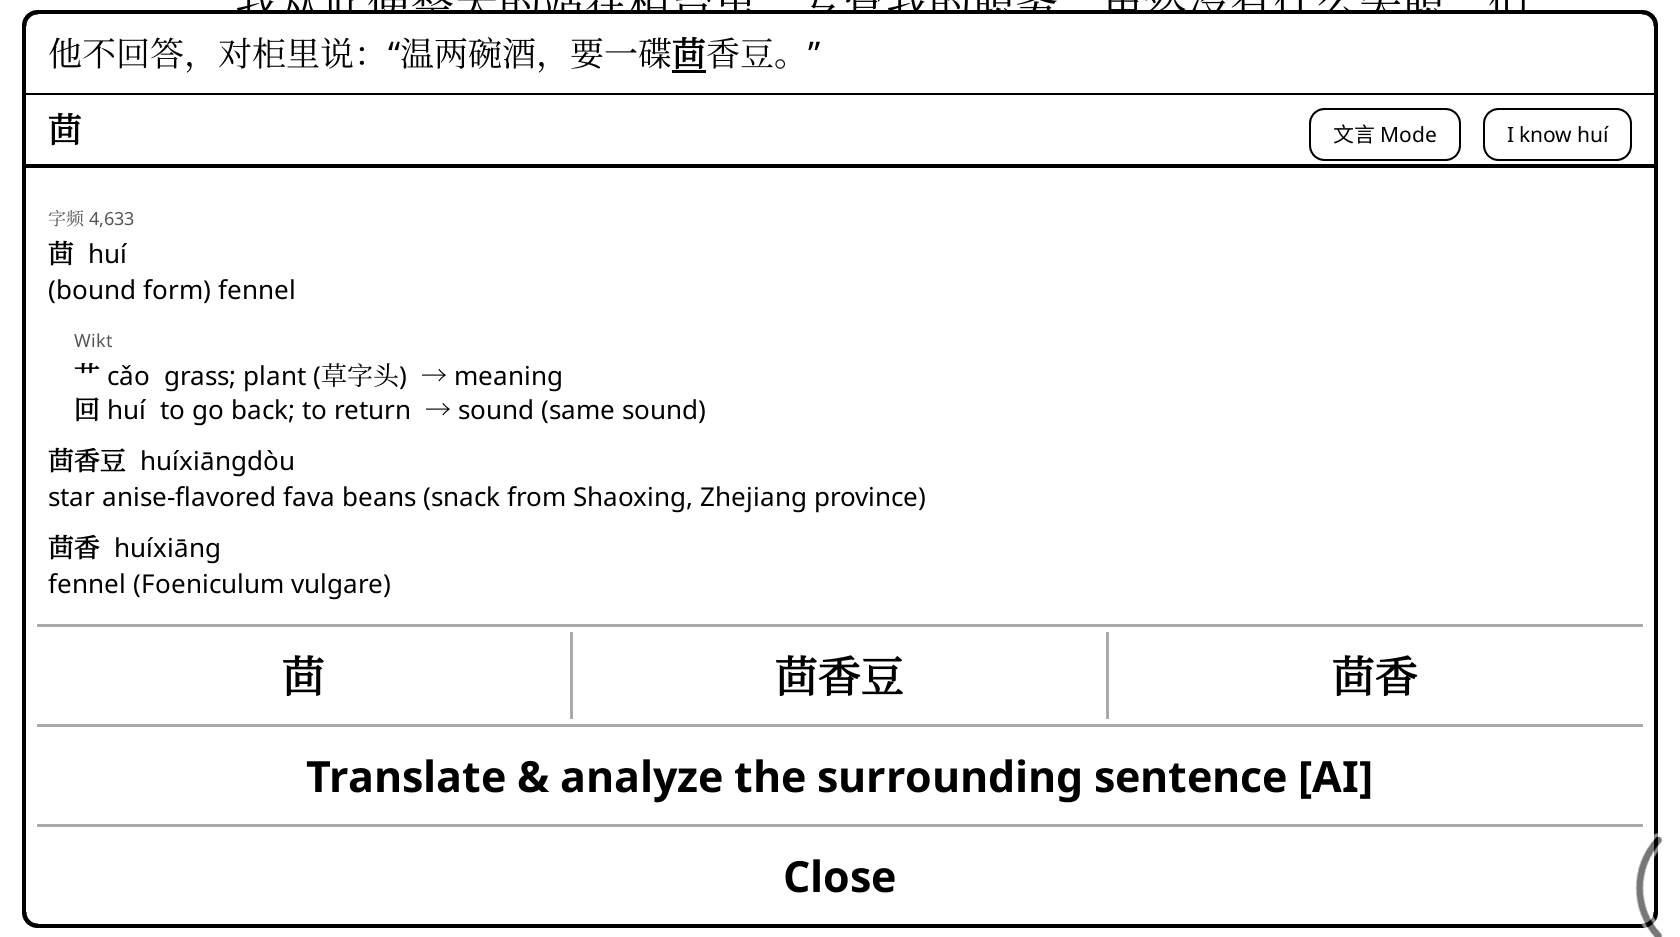 他不回答，对柜里说：“温两碗酒，要一碟茴香豆。”
茴
文言 Mode
I know huí
字频 4,633
茴 huí
(bound form) fennel
Wikt
艹 cǎo grass; plant (草字头) → meaning
回 huí to go back; to return → sound (same sound)
茴香豆 huíxiāngdòu
star anise-flavored fava beans (snack from Shaoxing, Zhejiang province)
茴香 huíxiāng
fennel (Foeniculum vulgare)
茴
茴香豆
茴香
Translate & analyze the surrounding sentence [AI]
Close